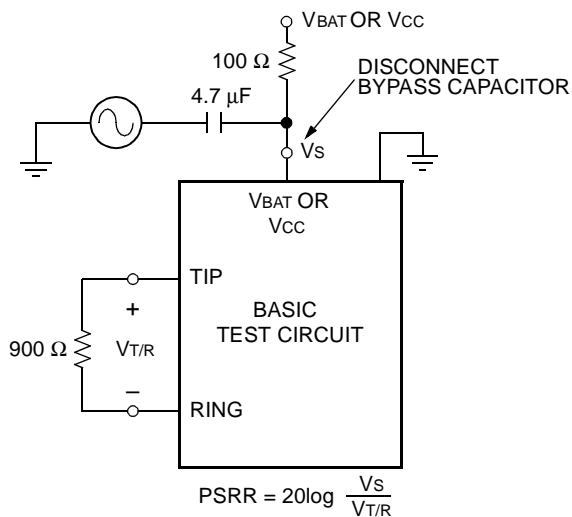 VBAT OR VCC
100 Ω
DISCONNECT
BYPASS CAPACITOR
4.7 µF
VS
VBAT OR
VCC
TIP
+
BASIC
TEST CIRCUIT
900 Ω
VT/R
–
RING
PSRR = 20log VS
VT/R